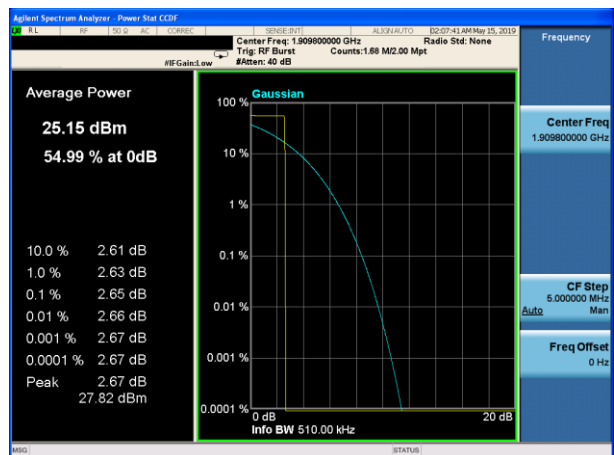 Agilent Spectrum Analyzer - Power Stat CCDF
RL RF 50 Ω AC CORREC SENSE:INT ALIGN AUTO 02:07:41 AM May 15, 2019
Center Freq: 1.909800000 GHz Radio Std: None
Trig: RF Burst Counts:1.68 M/2.00 Mpt
#IFGain:Low #Atten: 40 dB
Frequency
Average Power
25.15 dBm
54.99 % at 0dB
10.0 % 2.61 dB
1.0 % 2.63 dB
0.1 % 2.65 dB
0.01 % 2.66 dB
0.001 % 2.67 dB
0.0001 % 2.67 dB
Peak 2.67 dB
27.82 dBm
Gaussian
100 %
10 %
1 %
0.1 %
0.01 %
0.001 %
0.0001 %
0 dB 20 dB
Info BW 510.00 kHz
Center Freq
1.909800000 GHz
CF Step
5.000000 MHz
Auto Man
Freq Offset
0 Hz
MSG STATUS